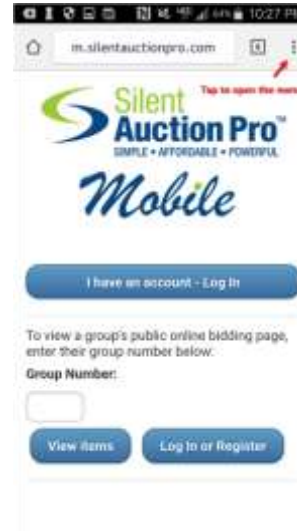 10:27 PM
m.silentauctionpro.com
Tap to open the menu
Silent
Auction Pro™
SIMPLE • AFFORDABLE • POWERFUL
Mobile
I have an account - Log In
To view a group's public online bidding page,
enter their group number below:
Group Number:
View items
Log In or Register